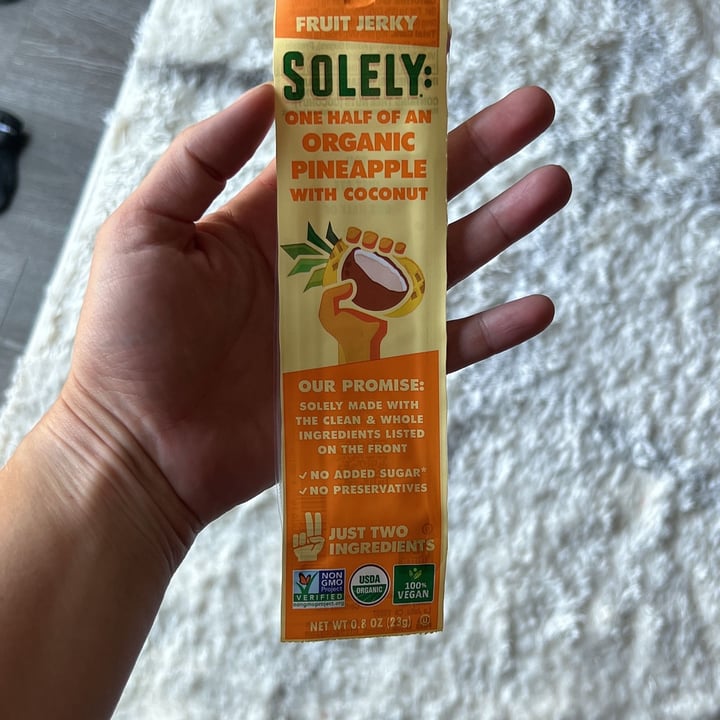 FRUIT JERKY
SOLELY:
ONE HALF OF AN
ORGANIC
PINEAPPLE
WITH COCONUT
OUR PROMISE:
SOLELY MADE WITH
THE CLEAN & WHOLE
INGREDIENTS LISTED
ON THE FRONT
✓ NO ADDED SUGAR*
✓ NO PRESERVATIVES
JUST TWO
INGREDIENTS
NON
GMO
Project
VERIFIED
nongmoproject.org
USDA
ORGANIC
100%
VEGAN
NET WT 0.8 OZ (23g) U